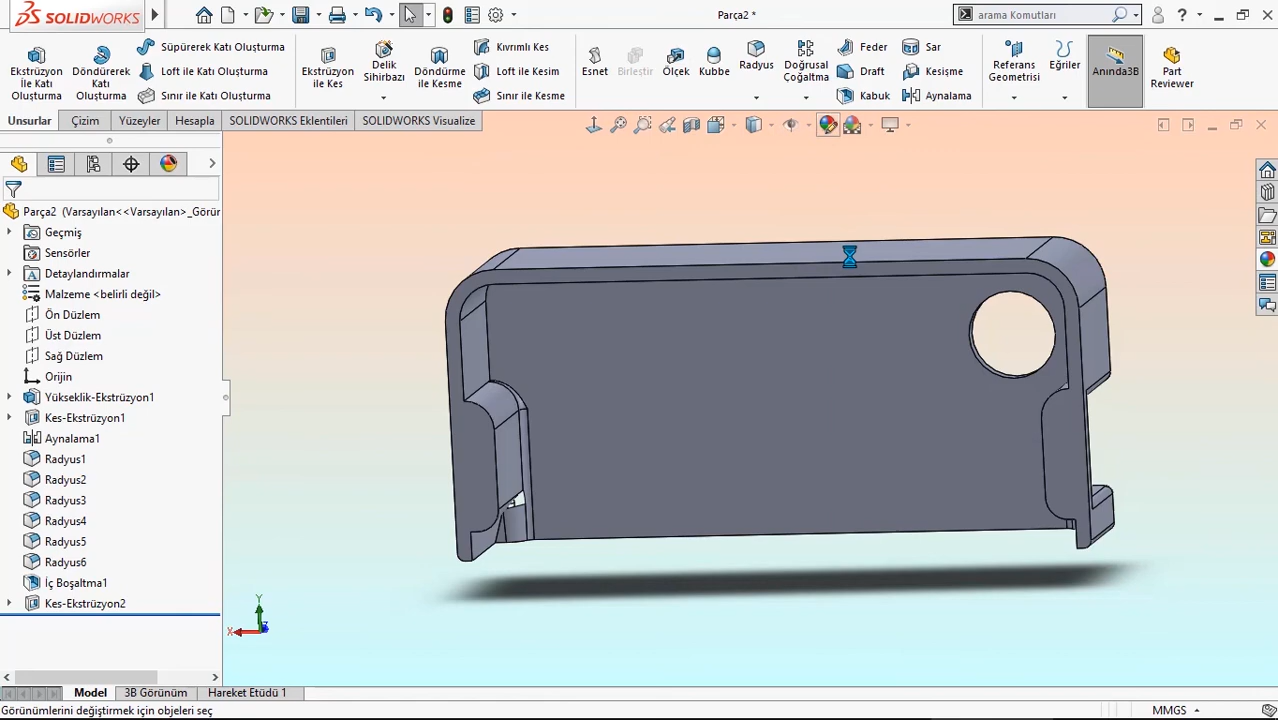 SOLIDWORKS
Parça2 *
arama Komutları
?
Ekstrüzyon
İle Katı
Oluşturma
Döndürerek
Katı
Oluşturma
Süpürerek Katı Oluşturma
Loft ile Katı Oluşturma
Sınır ile Katı Oluşturma
Ekstrüzyon
ile Kes
Delik
Sihirbazı
Döndürme
ile Kesme
Kıvrımlı Kes
Loft ile Kesim
Sınır ile Kesme
Esnet
Birleştir
Ölçek
Kubbe
Radyus
Doğrusal
Çoğaltma
Feder
Draft
Kabuk
Sar
Kesişme
Aynalama
Referans
Geometrisi
Eğriler
Anında3B
Part
Reviewer
Unsurlar
Çizim
Yüzeyler
Hesapla
SOLIDWORKS Eklentileri
SOLIDWORKS Visualize
Parça2 (Varsayılan<<Varsayılan>_Görür
Geçmiş
Sensörler
Detaylandırmalar
Malzeme <belirli değil>
Ön Düzlem
Üst Düzlem
Sağ Düzlem
Orijin
Yükseklik-Ekstrüzyon1
Kes-Ekstrüzyon1
Aynalama1
Radyus1
Radyus2
Radyus3
Radyus4
Radyus5
Radyus6
İç Boşaltma1
Kes-Ekstrüzyon2
Y
X
Z
Model
3B Görünüm
Hareket Etüdü 1
Görünümlerini değiştirmek için objeleri seç
MMGS